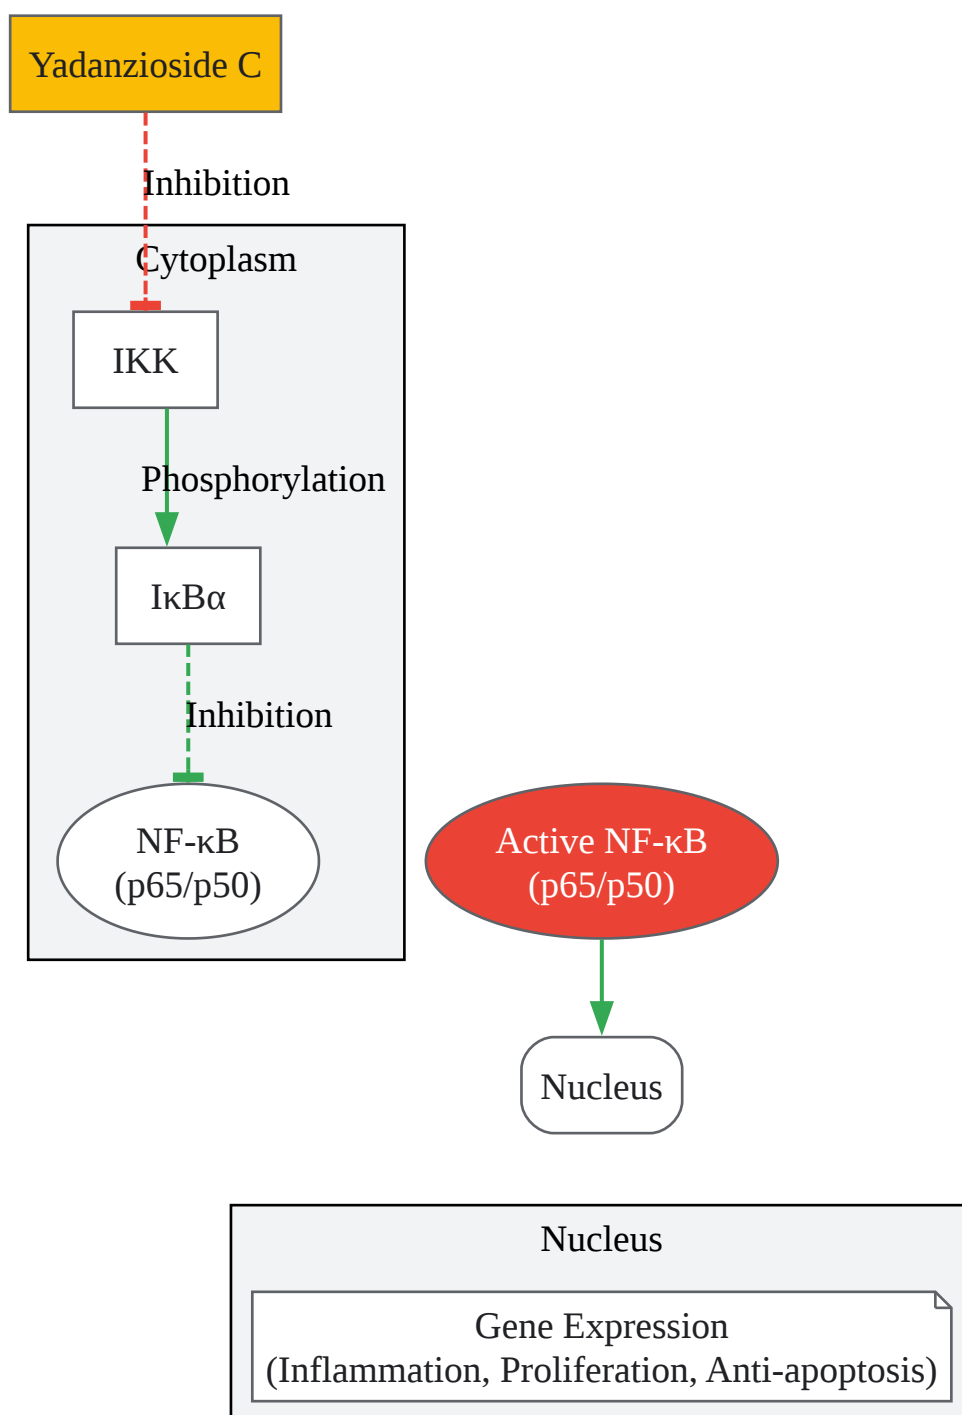 Yadanzioside C
Inhibition
Cytoplasm
IKK
Phosphorylation
IκBα
Inhibition
NF-κB
(p65/p50)
Active NF-κB
(p65/p50)
Nucleus
Nucleus
Gene Expression
(Inflammation, Proliferation, Anti-apoptosis)